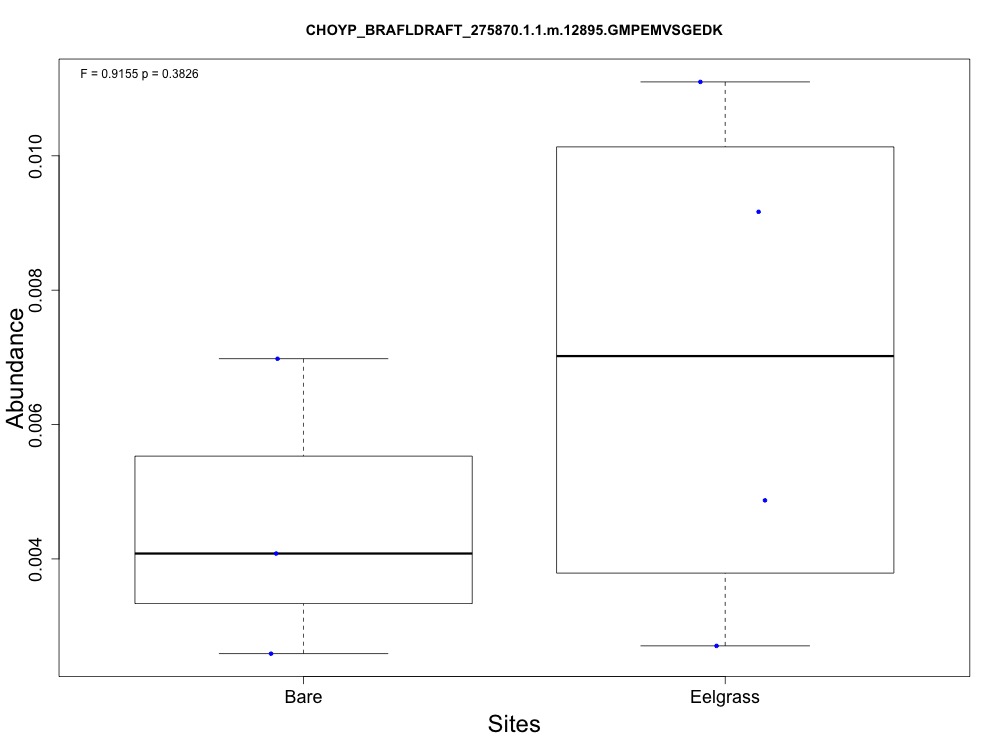 CHOYP_BRAFLDRAFT_275870.1.1.m.12895.GMPEMVSGEDK
F = 0.9155 p = 0.3826
0.010
0.008
0.006
0.004
Abundance
Bare
Eelgrass
Sites